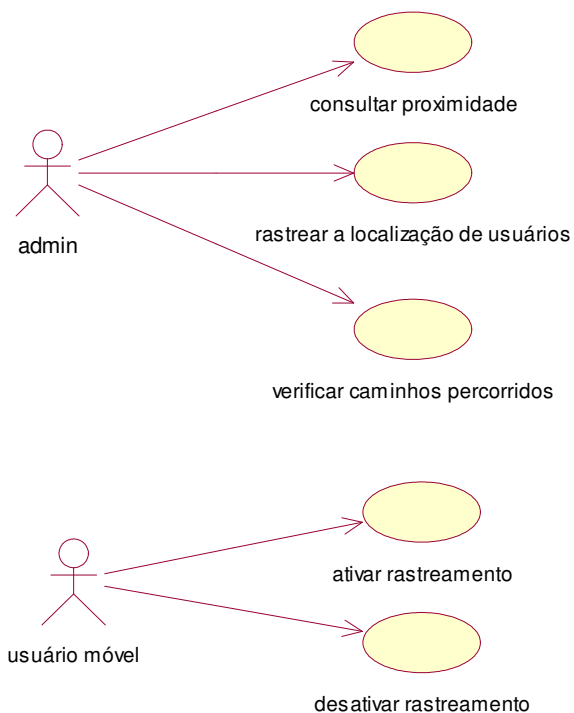 consultar proximidade
admin
rastrear a localização de usuários
verificar caminhos percorridos
ativar rastreamento
usuário móvel
desativar rastreamento